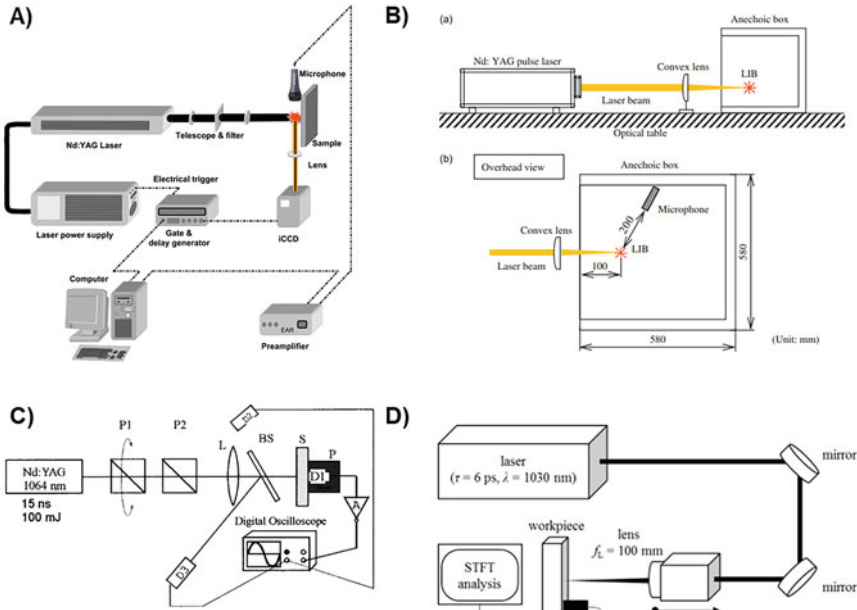 A)
Microphone
Telescope & filter
Sample
Nd:YAG Laser
Lens
Electrical trigger
Laser power supply
Gate &
delay generator
iCCD
Computer
EAR
Preamplifier
B)
(a)
Anechoic box
Nd: YAG pulse laser
Convex lens
LIB
Laser beam
Optical table
(b)
Overhead view
Anechoic box
Microphone
Convex lens
200
LIB
Laser beam
100
580
580
(Unit: mm)
C)
P1
P2
D2
L
BS
S
P
Nd:YAG
1064 nm
D1
15 ns
100 mJ
A
Digital Oscilloscope
D3
D)
laser
(τ = 6 ps, λ = 1030 nm)
mirror
workpiece
lens
fL = 100 mm
STFT
analysis
mirror